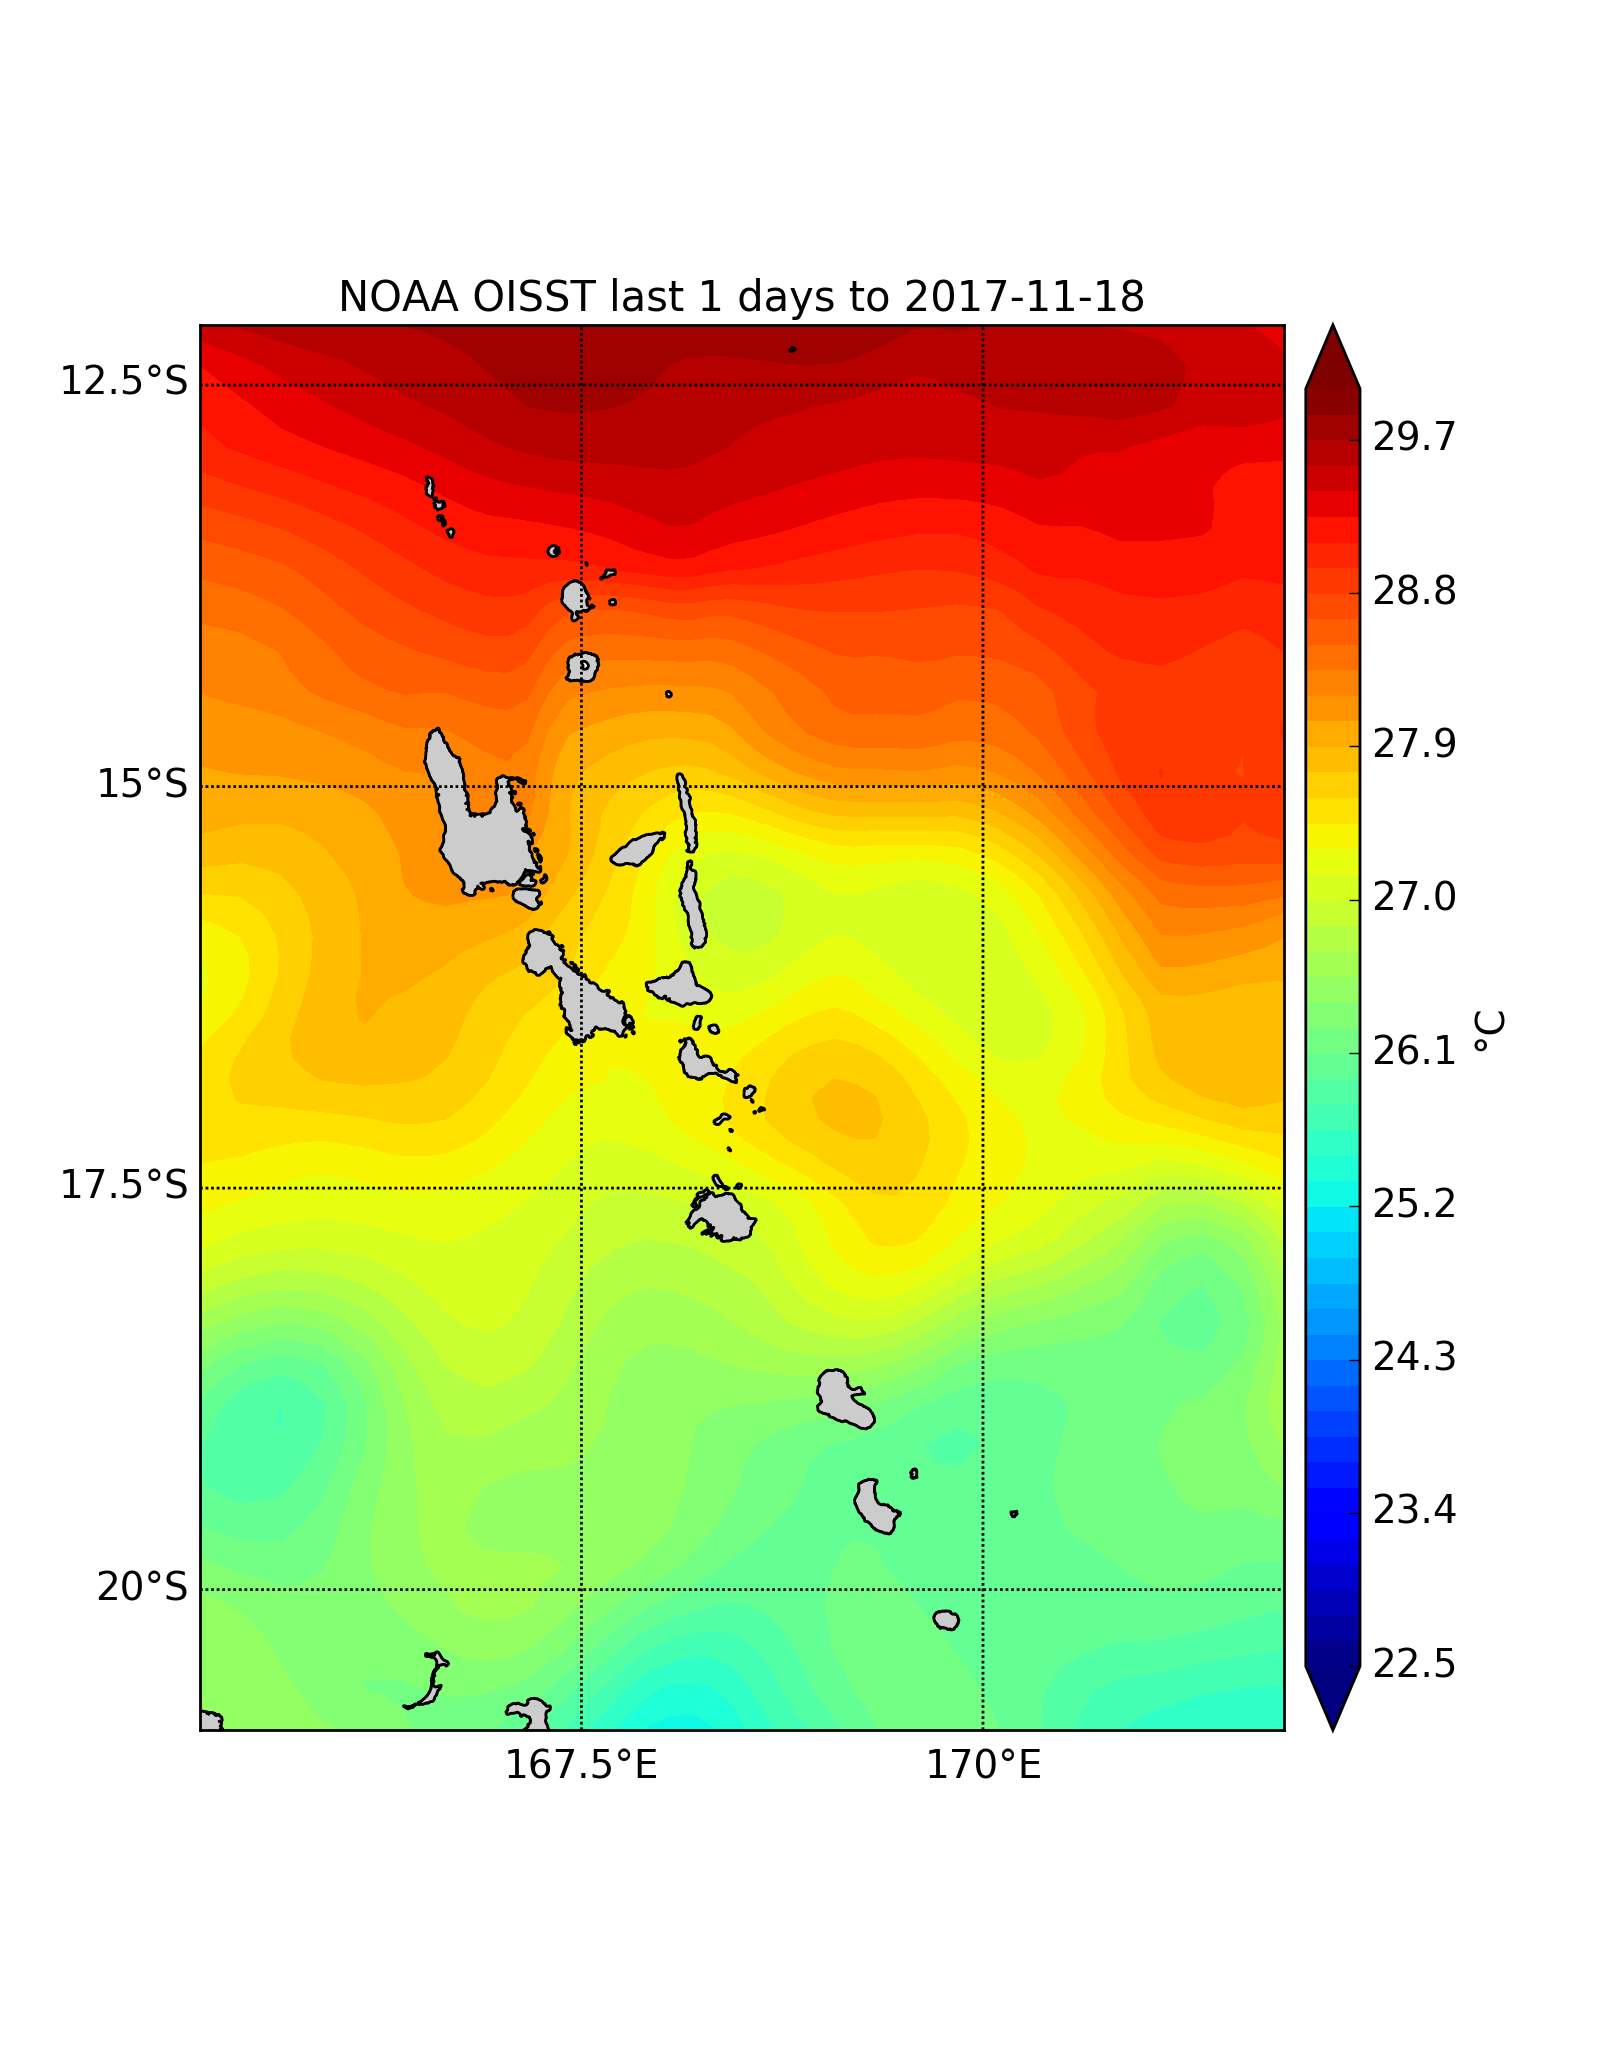 NOAA OISST last 1 days to 2017-11-18
12.5°S
15°S
17.5°S
20°S
167.5°E
170°E
29.7
28.8
27.9
27.0
26.1
25.2
24.3
23.4
22.5
°C